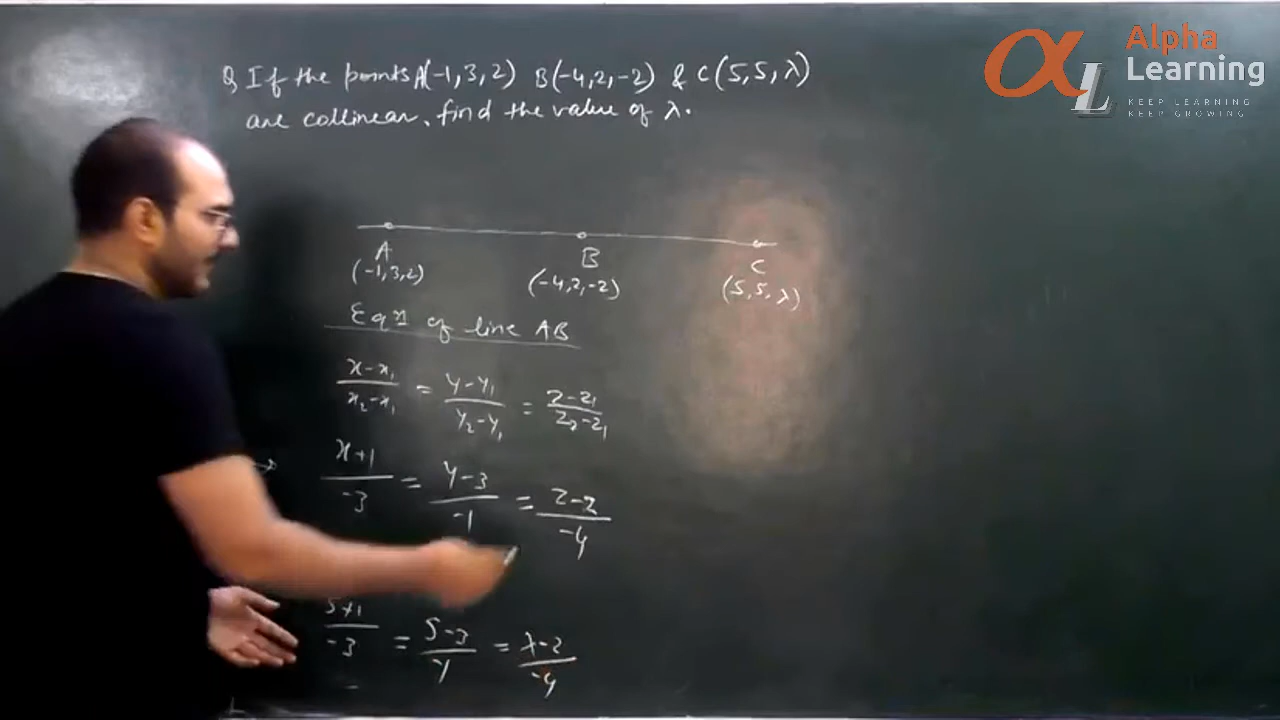 Q If the points A(-1,3,2) B(-4,2,-2) & C(5,5,λ)
are collinear, find the value of λ.
Alpha
Learning
KEEP LEARNING
KEEP GROWING
αL
A B C
(-1,3,2) (-4,2,-2) (5,5,λ)
Eqn of line AB
x-x₁/x₂-x₁ = y-y₁/y₂-y₁ = z-z₁/z₂-z₁
→ x+1/-3 = y-3/-1 = z-2/-4
5+1/-3 = 5-3/-1 = λ-2/-4